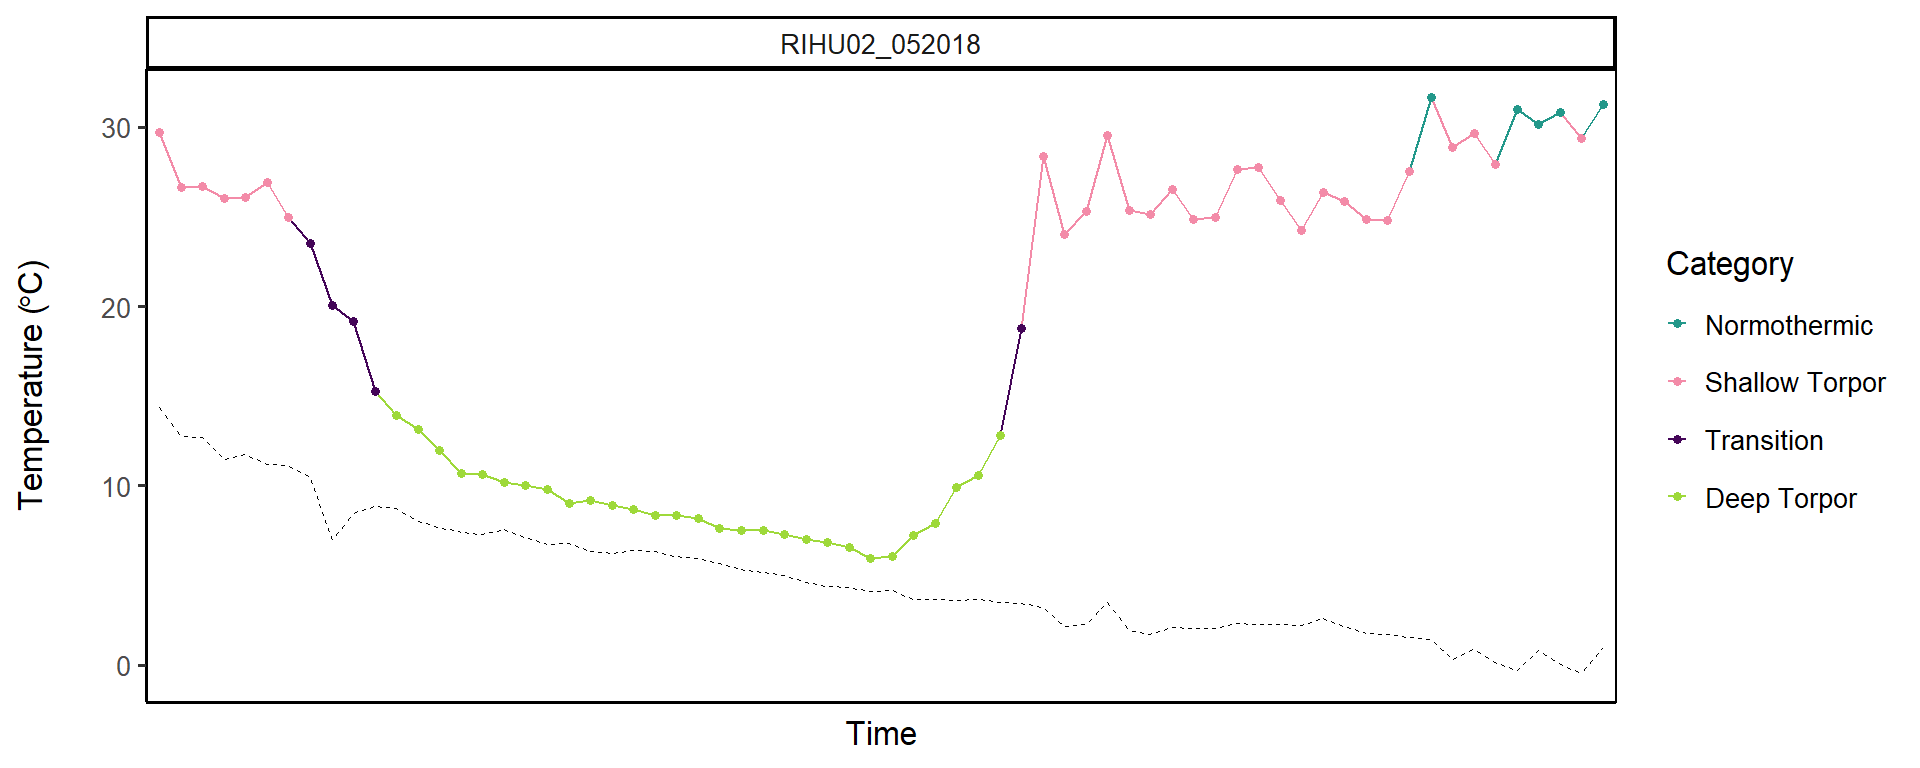 RIHU02_052018
30
20
10
0
Temperature (°C)
Time
Category
Normothermic
Shallow Torpor
Transition
Deep Torpor